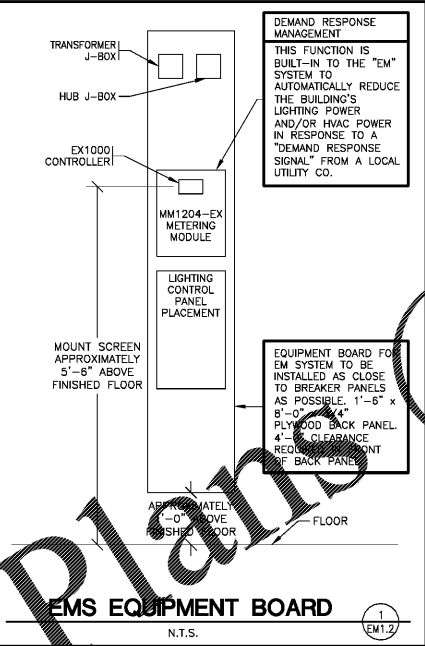 DEMAND RESPONSE
MANAGEMENT
THIS FUNCTION IS
BUILT-IN TO THE "EM"
SYSTEM TO
AUTOMATICALLY REDUCE
THE BUILDING'S
LIGHTING POWER
AND/OR HVAC POWER
IN RESPONSE TO A
"DEMAND RESPONSE
SIGNAL" FROM A LOCAL
UTILITY CO.
TRANSFORMER
J-BOX
HUB J-BOX
EX1000
CONTROLLER
MM1204-EX
METERING
MODULE
LIGHTING
CONTROL
PANEL
PLACEMENT
MOUNT SCREEN
APPROXIMATELY
5'-6" ABOVE
FINISHED FLOOR
EQUIPMENT BOARD FOR
EM SYSTEM TO BE
INSTALLED AS CLOSE
TO BREAKER PANELS
AS POSSIBLE. 1'-6" x
8'-0"
PLYWOOD BACK PANEL.
CLEARANCE
REQUIRED IN FRONT
OF BACK PANEL
APPROXIMATELY
ABOVE
FINISHED FLOOR
FLOOR
Plans
EMS EQUIPMENT BOARD
N.T.S.
1
EM1.2